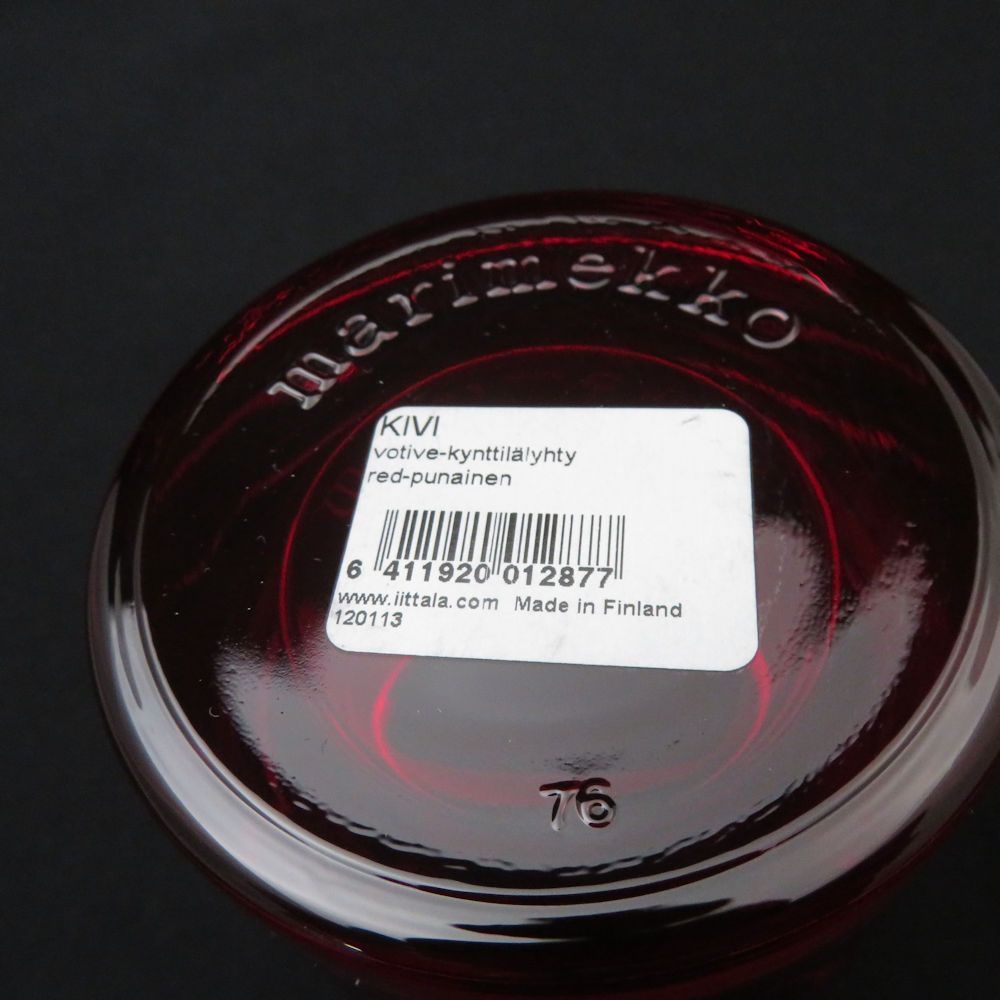 marimekko
KIVI
votive-kynttilälyhty
red-punainen
6 411920 012877
www.iittala.com Made in Finland
120113
76